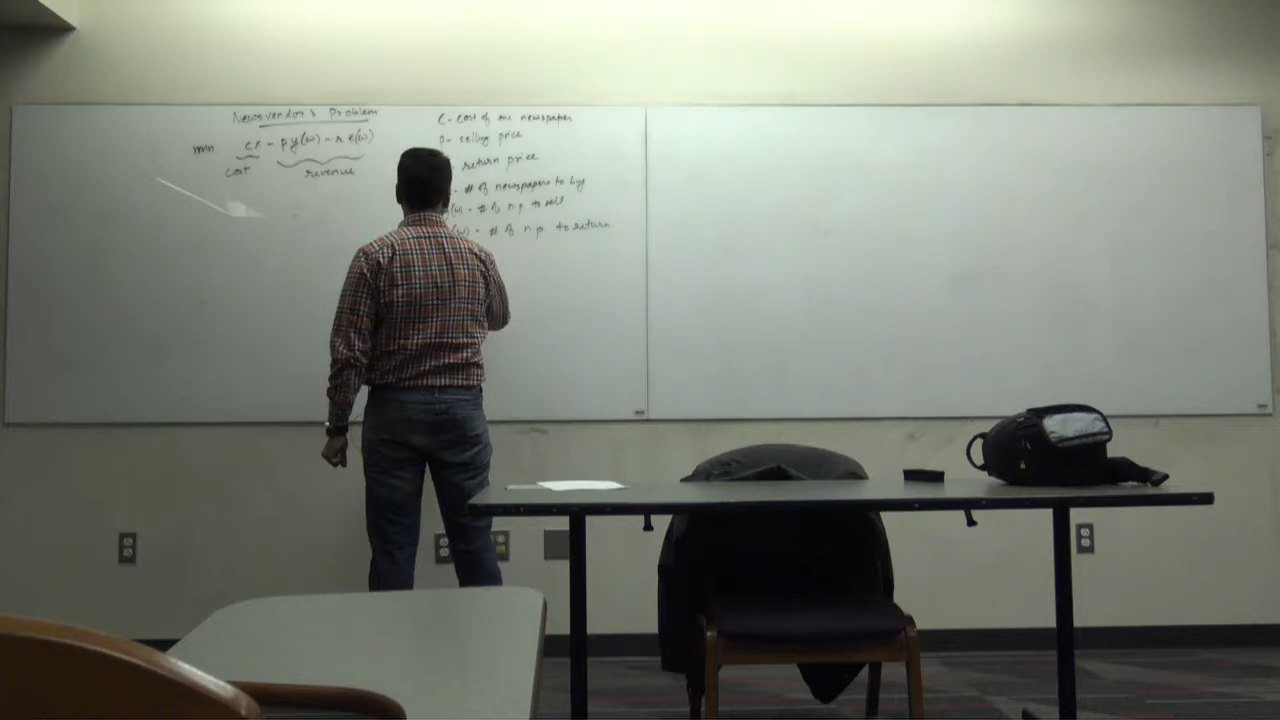 Newsvendor's Problem
min cx - py(ω) - r z(ω)
cost revenue
C - cost of one newspaper
P - selling price
return price
- # of newspapers to buy
(ω) - # of n.p to sell
(ω) - # of n.p. to return.